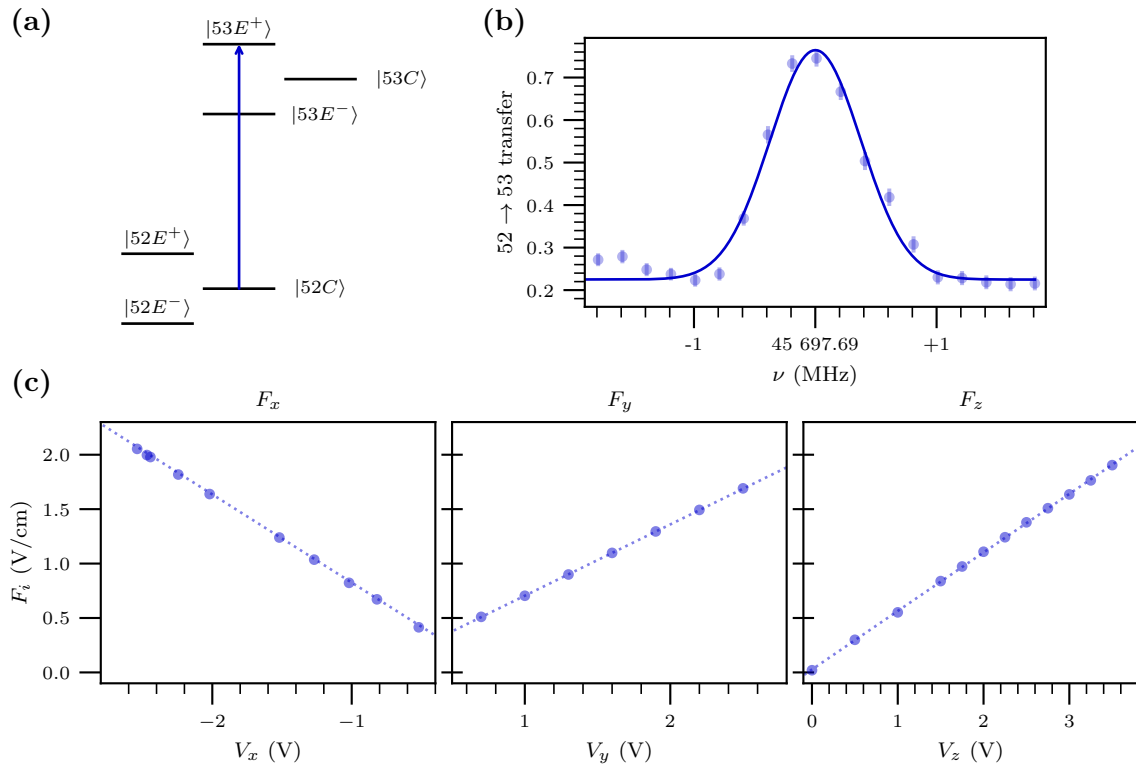 (a)
|53E⁺⟩
|53C⟩
|53E⁻⟩
|52E⁺⟩
|52C⟩
|52E⁻⟩
(b)
52 → 53 transfer
0.7
0.6
0.5
0.4
0.3
0.2
-1
45 697.69
+1
ν (MHz)
(c)
F_x
F_y
F_z
F_i (V/cm)
2.0
1.5
1.0
0.5
0.0
−2
−1
1
2
0
1
2
3
V_x (V)
V_y (V)
V_z (V)